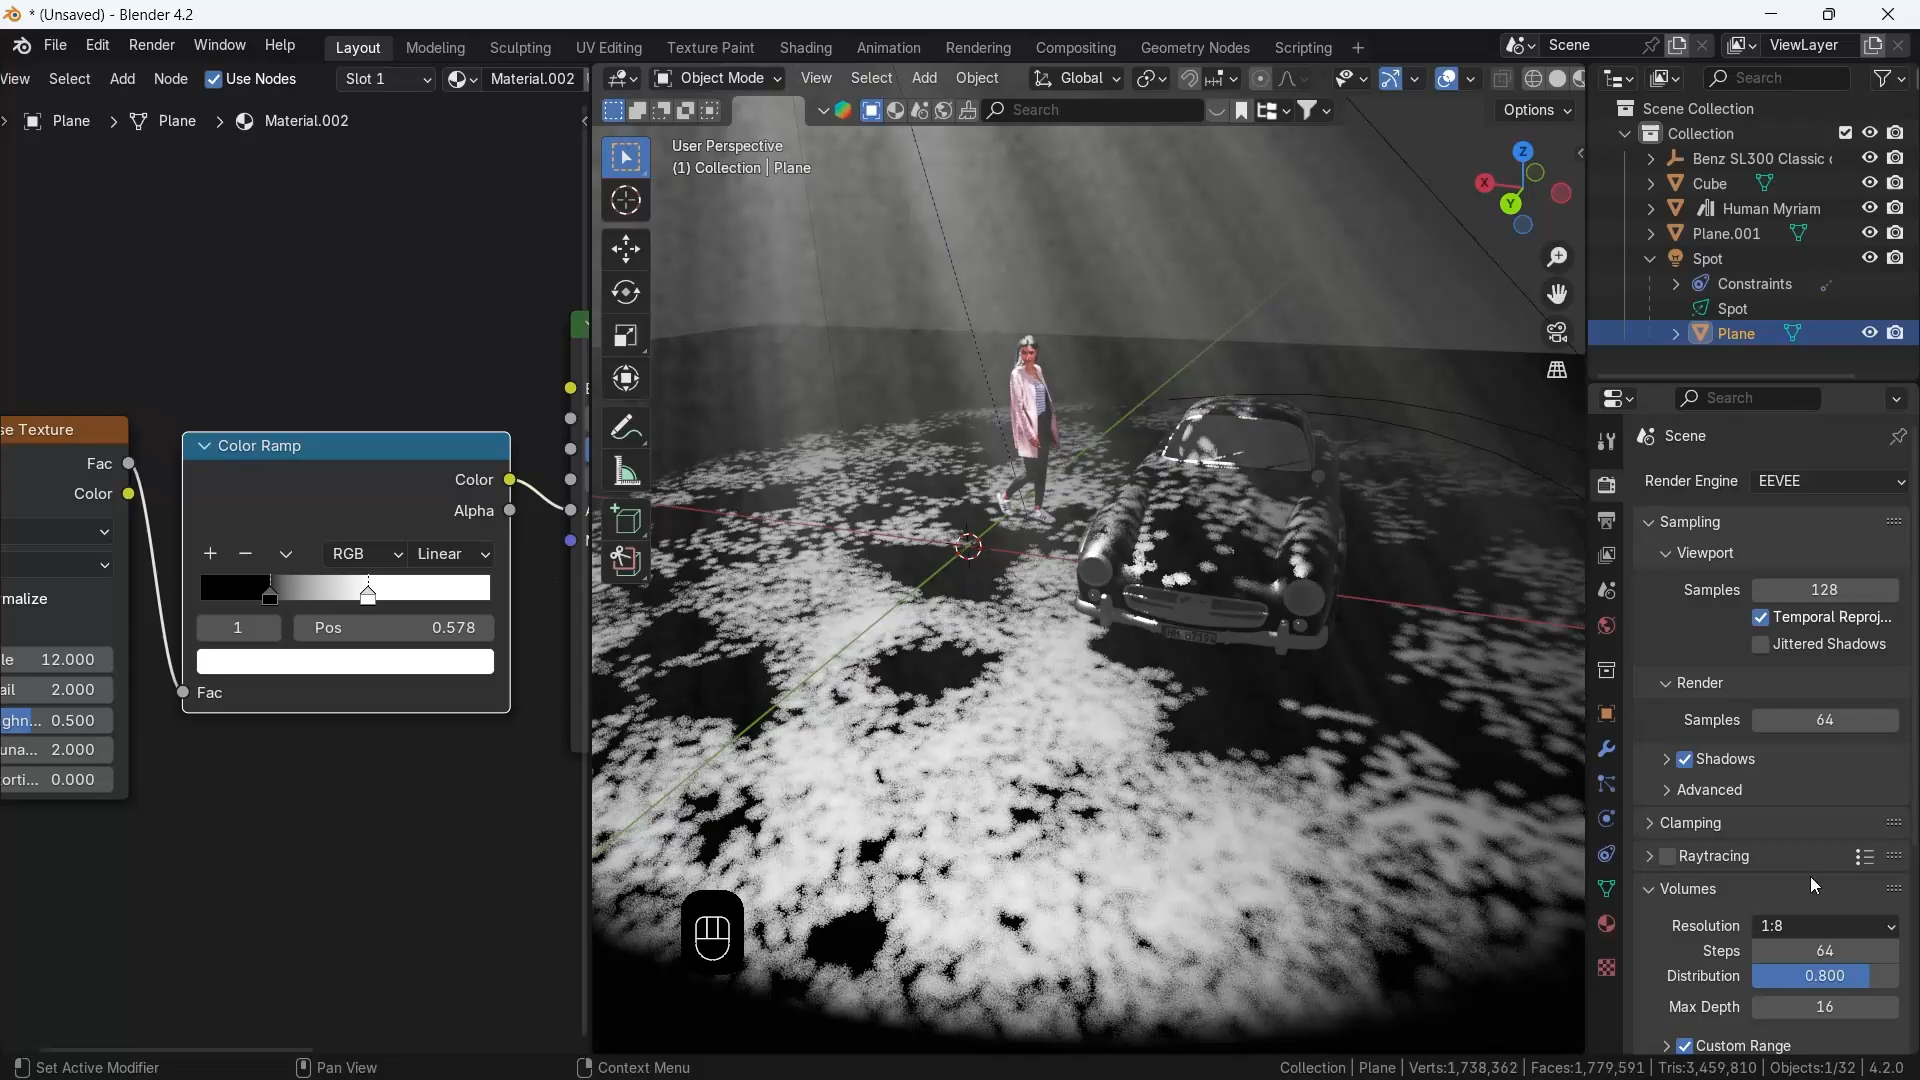 * (Unsaved) - Blender 4.2
File Edit Render Window Help
Layout Modeling Sculpting UV Editing Texture Paint Shading Animation Rendering Compositing Geometry Nodes Scripting +
Scene
ViewLayer
View Select Add Node Use Nodes Slot 1 Material.002
Object Mode View Select Add Object Global
Search
Plane > Plane > Material.002
Search
Options
User Perspective
(1) Collection | Plane
Z
X
Y
Scene Collection
Collection
Benz SL300 Classic c
Cube
Human Myriam
Plane.001
Spot
Constraints
Spot
Plane
se Texture
Fac
Color
malize
le 12.000
ail 2.000
ghn... 0.500
una... 2.000
orti... 0.000
Color Ramp
Color
Alpha
RGB Linear
1 Pos 0.578
Fac
Search
Scene
Render Engine EEVEE
Sampling
Viewport
Samples 128
Temporal Reproj...
Jittered Shadows
Render
Samples 64
Shadows
Advanced
Clamping
Raytracing
Volumes
Resolution 1:8
Steps 64
Distribution 0.800
Max Depth 16
Custom Range
Set Active Modifier Pan View Context Menu
Collection | Plane | Verts:1,738,362 | Faces:1,779,591 | Tris:3,459,810 | Objects:1/32 | 4.2.0